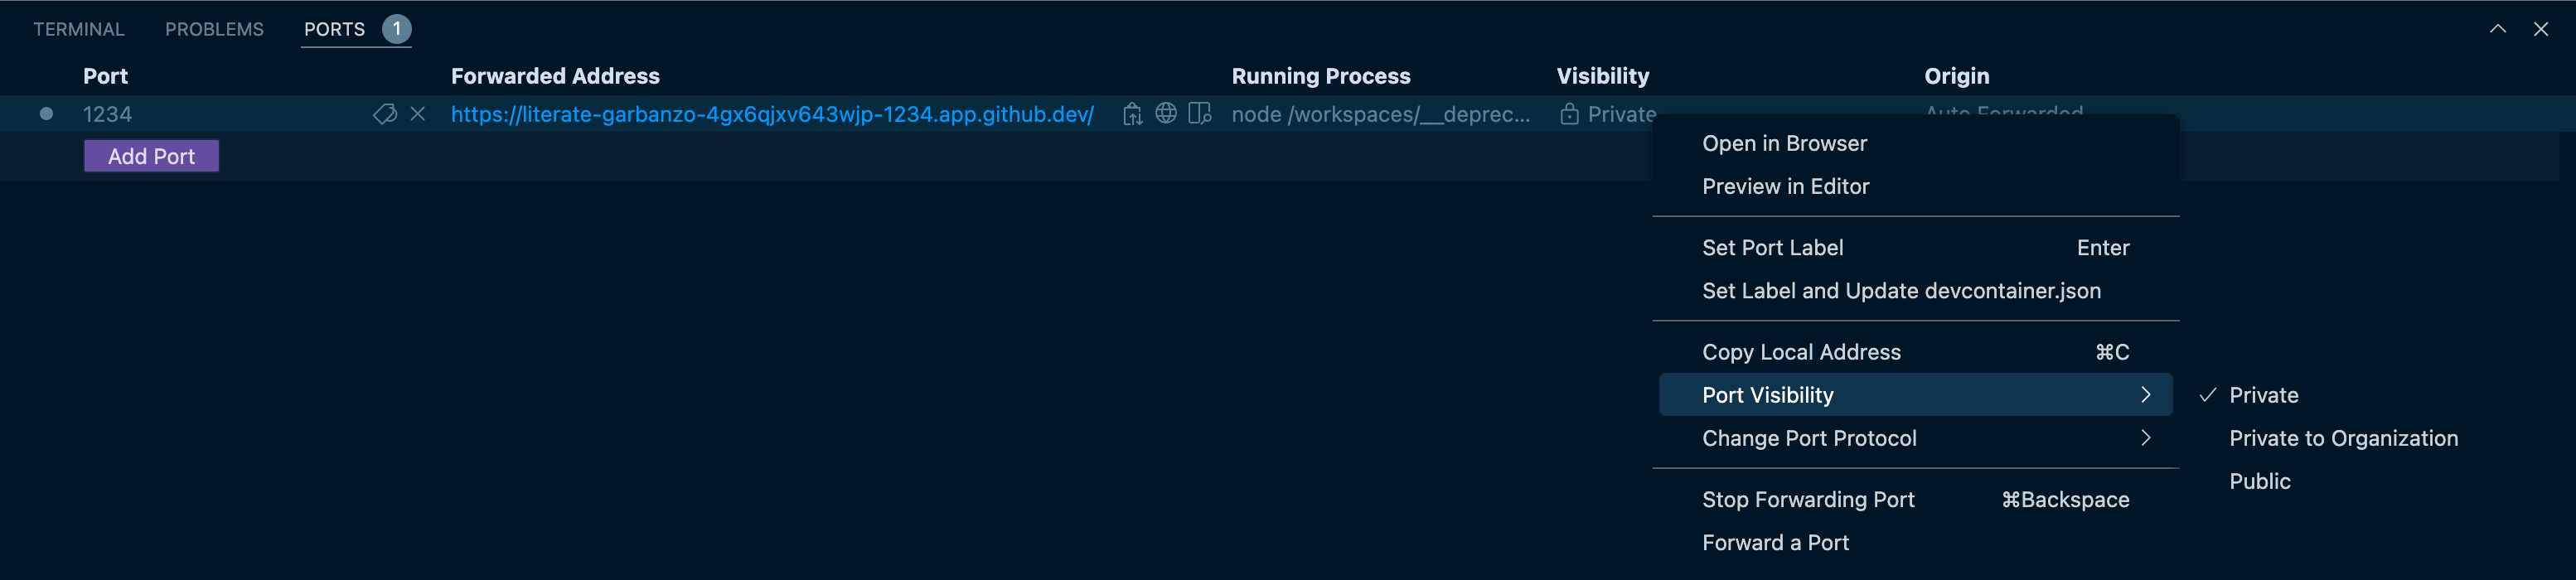 TERMINAL PROBLEMS PORTS 1
Port Forwarded Address Running Process Visibility Origin
1234 https://literate-garbanzo-4gx6qjxv643wjp-1234.app.github.dev/ node /workspaces/__deprec... Private Auto Forwarded
Add Port
Open in Browser
Preview in Editor
Set Port Label Enter
Set Label and Update devcontainer.json
Copy Local Address ⌘C
Port Visibility
Private
Change Port Protocol
Private to Organization
Public
Stop Forwarding Port ⌘Backspace
Forward a Port